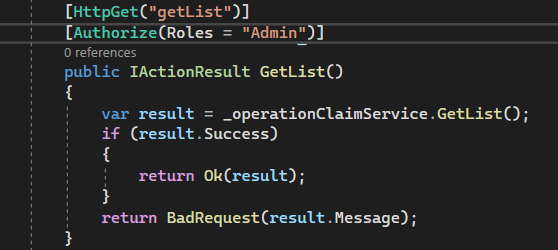 [HttpGet("getList")]
[Authorize(Roles = "Admin")]
0 references
public IActionResult GetList()
{
var result = _operationClaimService.GetList();
if (result.Success)
{
return Ok(result);
}
return BadRequest(result.Message);
}